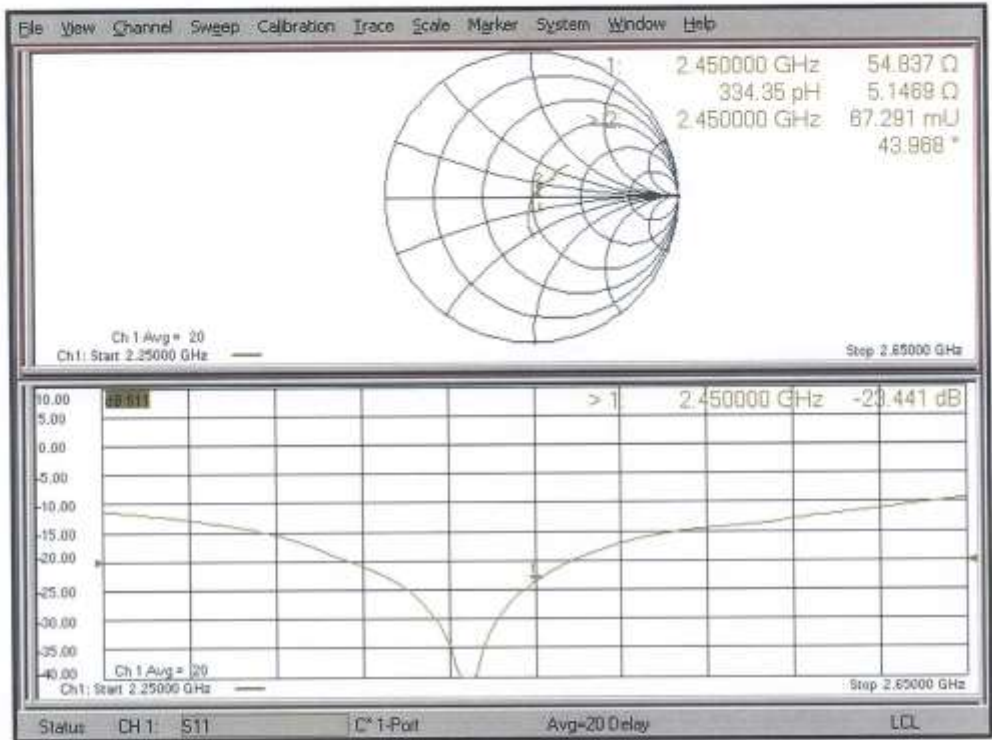 File View Channel Sweep Calibration Trace Scale Marker System Window Help
1: 2.450000 GHz 54.837 Ω
334.35 pH 5.1469 Ω
> 2: 2.450000 GHz 67.291 mU
43.968 °
Ch 1 Avg = 20
Ch1: Start 2.25000 GHz Stop 2.65000 GHz
10.00 dB S11 > 1: 2.450000 GHz -23.441 dB
5.00
0.00
-5.00
-10.00
-15.00
-20.00
-25.00
-30.00
-35.00
-40.00
Ch 1 Avg = 20
Ch1: Start 2.25000 GHz Stop 2.65000 GHz
Status CH 1: S11 C* 1-Port Avg=20 Delay LCL